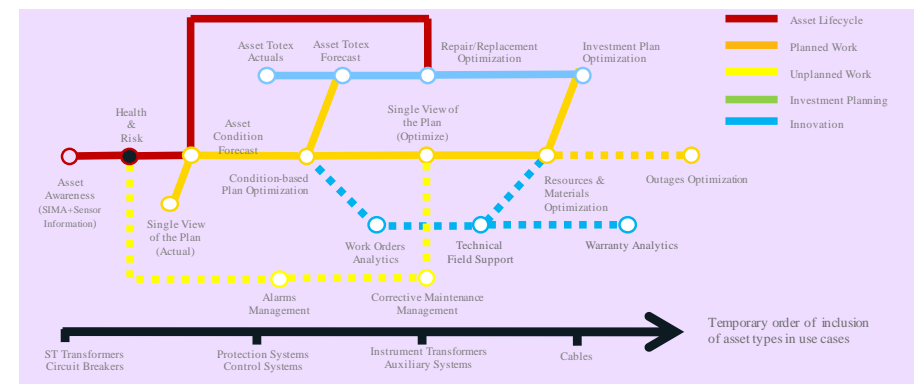 Asset Lifecycle
Planned Work
Unplanned Work
Investment Planning
Innovation
Asset Totex
Actuals
Asset Totex
Forecast
Repair/Replacement
Optimization
Investment Plan
Optimization
Health
&
Risk
Asset
Condition
Forecast
Single View of
the Plan
(Optimize)
Asset
Awareness
(SIMA+Sensor
Information)
Condition-based
Plan Optimization
Resources &
Materials
Optimization
Outages Optimization
Single View
of the Plan
(Actual)
Work Orders
Analytics
Technical
Field Support
Warranty Analytics
Alarms
Management
Corrective Maintenance
Management
Temporary order of inclusion
of asset types in use cases
ST Transformers
Circuit Breakers
Protection Systems
Control Systems
Instrument Transformers
Auxiliary Systems
Cables